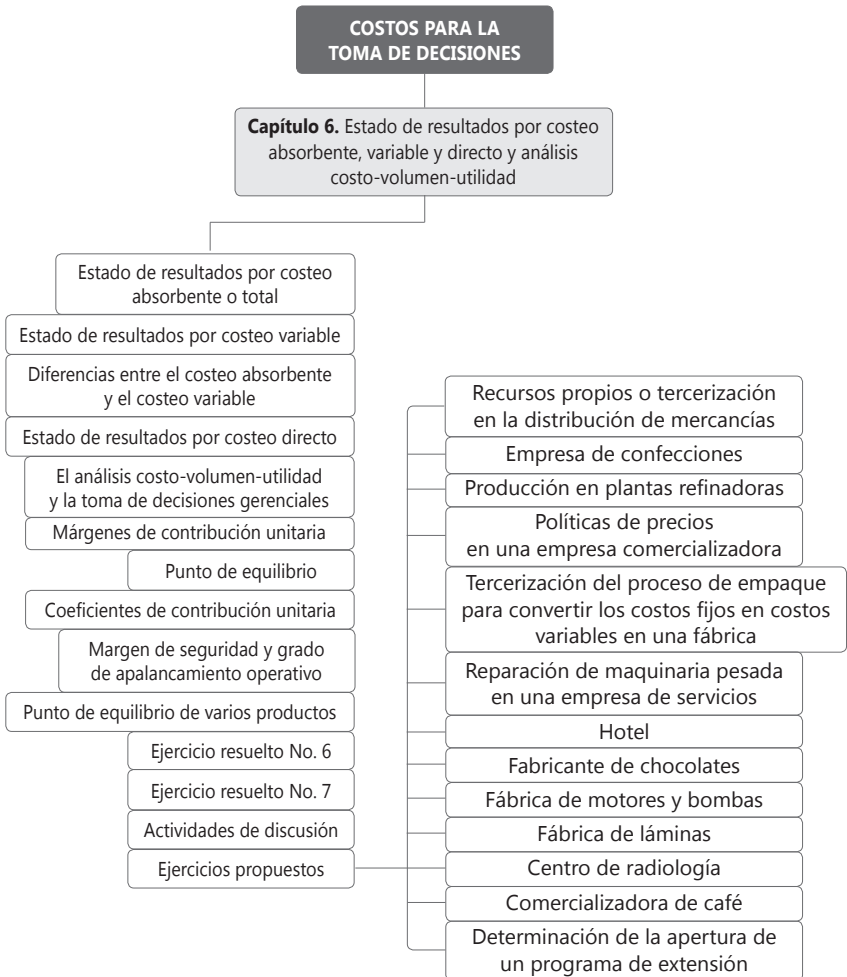 COSTOS PARA LA
TOMA DE DECISIONES
Capítulo 6. Estado de resultados por costeo
absorbente, variable y directo y análisis
costo-volumen-utilidad
Estado de resultados por costeo
absorbente o total
Estado de resultados por costeo variable
Diferencias entre el costeo absorbente
y el costeo variable
Estado de resultados por costeo directo
El análisis costo-volumen-utilidad
y la toma de decisiones gerenciales
Márgenes de contribución unitaria
Punto de equilibrio
Coeficientes de contribución unitaria
Margen de seguridad y grado
de apalancamiento operativo
Punto de equilibrio de varios productos
Ejercicio resuelto No. 6
Ejercicio resuelto No. 7
Actividades de discusión
Ejercicios propuestos
Recursos propios o tercerización
en la distribución de mercancías
Empresa de confecciones
Producción en plantas refinadoras
Políticas de precios
en una empresa comercializadora
Tercerización del proceso de empaque
para convertir los costos fijos en costos
variables en una fábrica
Reparación de maquinaria pesada
en una empresa de servicios
Hotel
Fabricante de chocolates
Fábrica de motores y bombas
Fábrica de láminas
Centro de radiología
Comercializadora de café
Determinación de la apertura de
un programa de extensión